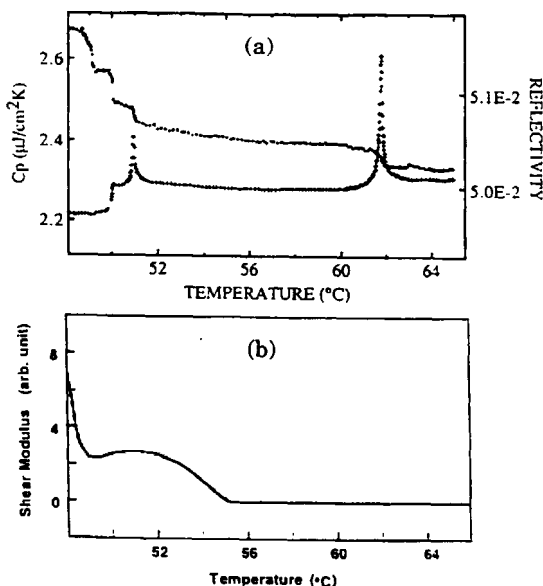 (a)
2.6
2.4
2.2
Cp (µJ/cm²K)
5.1E-2
5.0E-2
REFLECTIVITY
52 56 60 64
TEMPERATURE (°C)
(b)
8
4
0
Shear Modulus (arb. unit)
52 56 60 64
Temperature (°C)